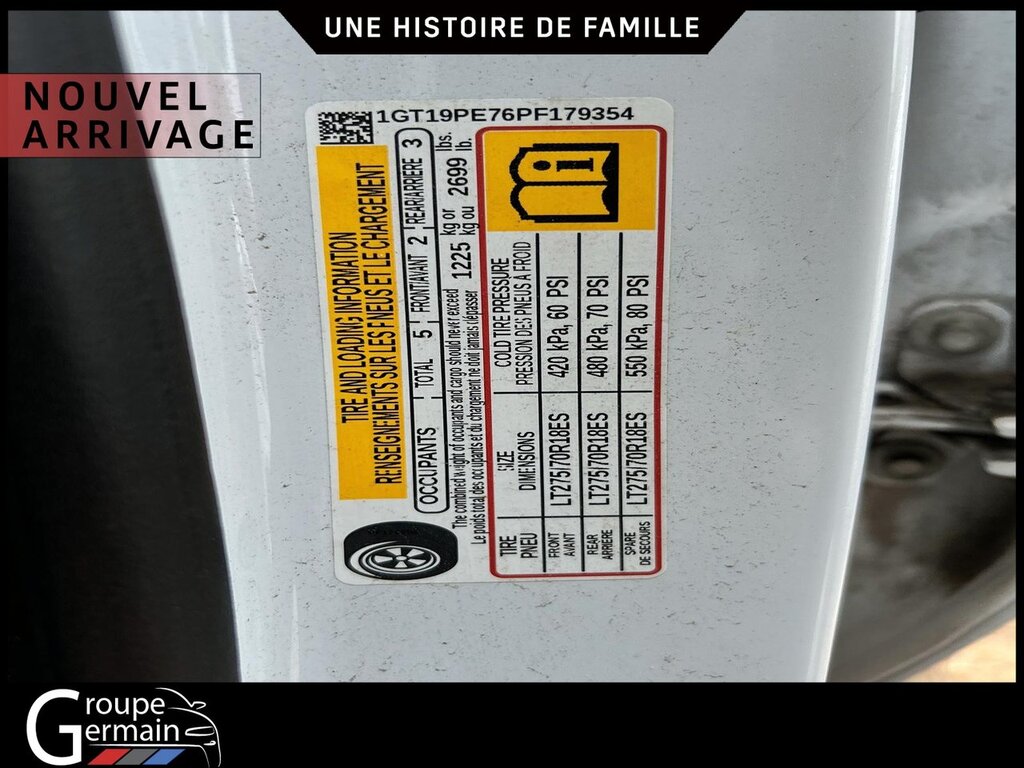 UNE HISTOIRE DE FAMILLE
NOUVEL
ARRIVAGE
1GT19PE76PF179354
TIRE AND LOADING INFORMATION
RENSEIGNEMENTS SUR LES PNEUS ET LE CHARGEMENT
OCCUPANTS TOTAL 5 FRONT/AVANT 2 REAR/ARRIÈRE 3
The combined weight of occupants and cargo should never exceed 1225 kg or 2699 lbs.
Le poids total des occupants et du chargement ne doit jamais dépasser kg ou lb.
TIRE SIZE COLD TIRE PRESSURE
PNEU DIMENSIONS PRESSION DES PNEUS À FROID
FRONT
AVANT LT275/70R18ES 420 kPa, 60 PSI
REAR
ARRIÈRE LT275/70R18ES 480 kPa, 70 PSI
SPARE
DE SECOURS LT275/70R18ES 550 kPa, 80 PSI
Groupe
Germain